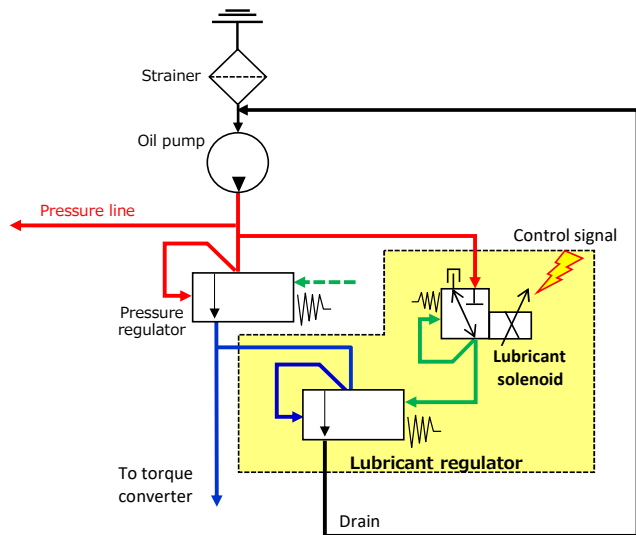 Strainer
Oil pump
Pressure line
Control signal
Pressure
regulator
Lubricant
solenoid
Lubricant regulator
To torque
converter
Drain